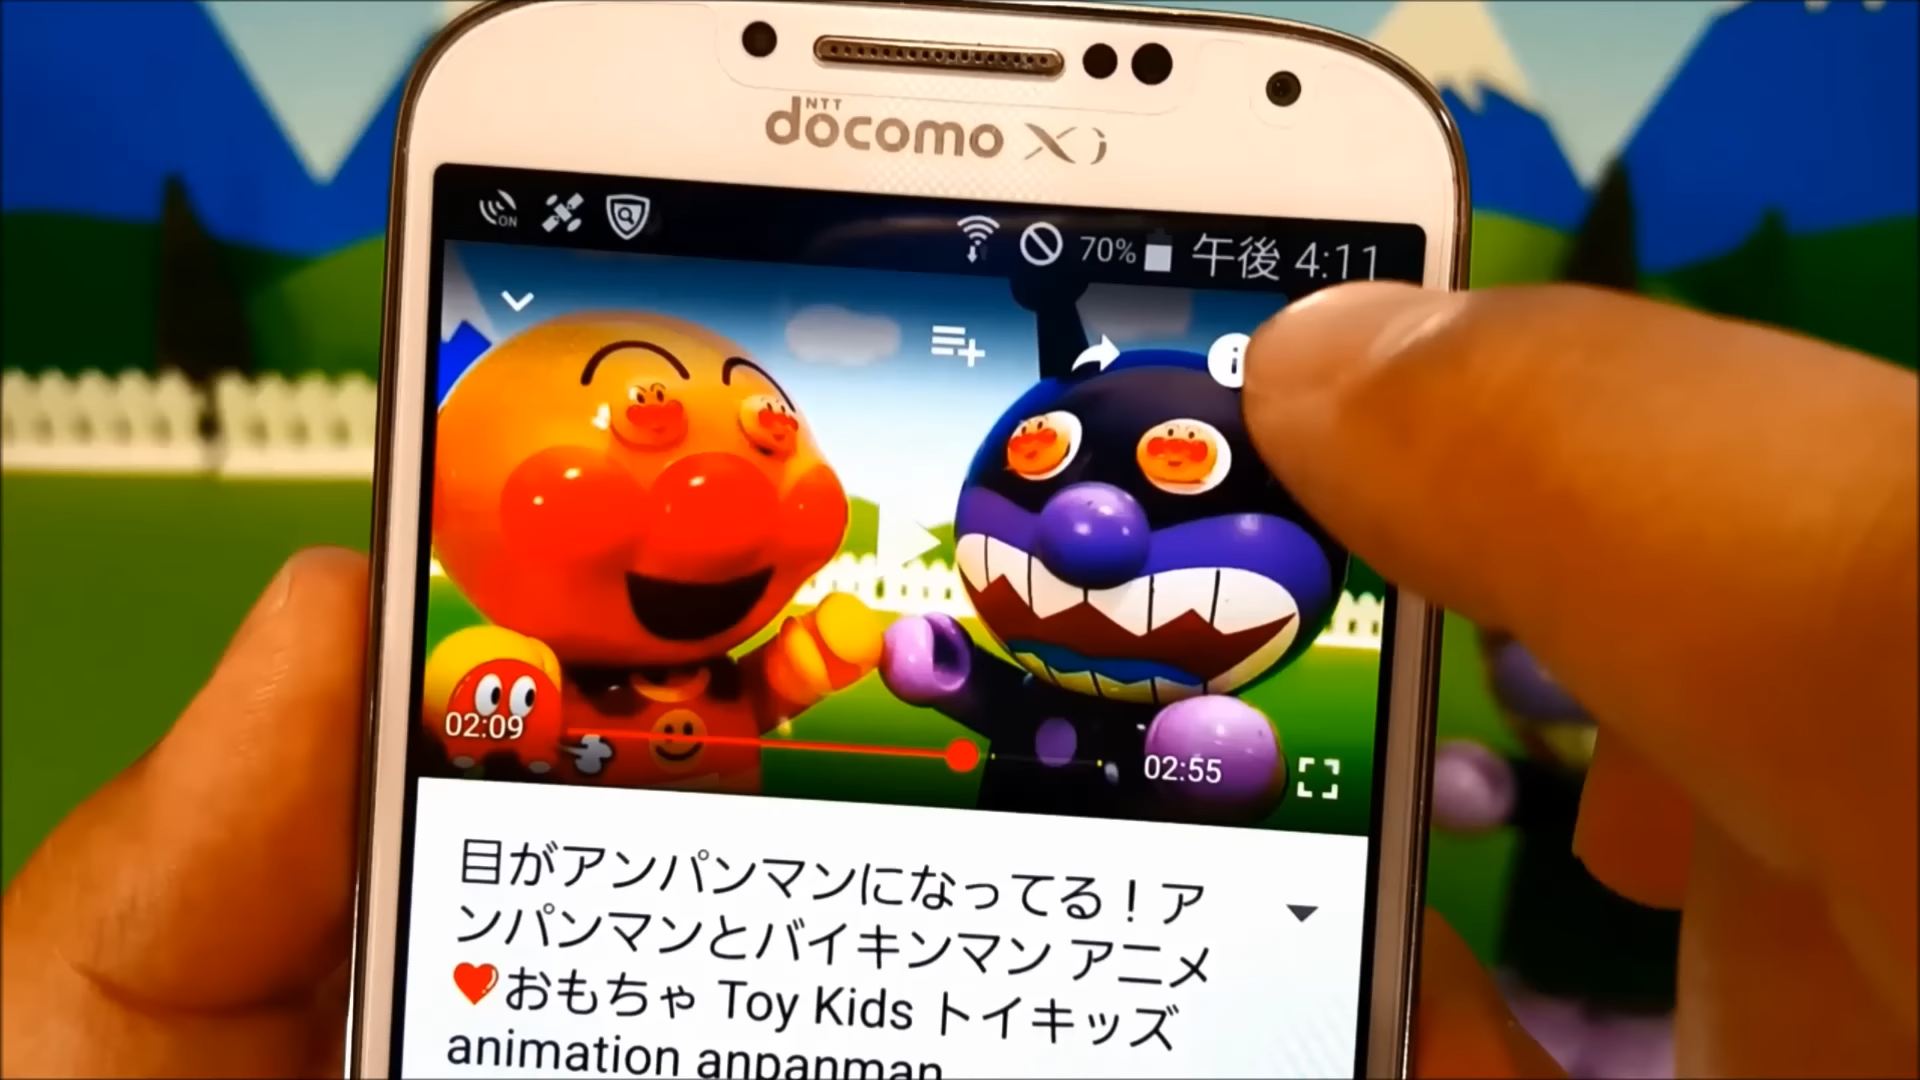 NTT
docomo Xi
ON
70% 午後 4:11
i
02:09
02:55
目がアンパンマンになってる！ア
ンパンマンとバイキンマン アニメ
❤おもちゃ Toy Kids トイキッズ
animation anpanman